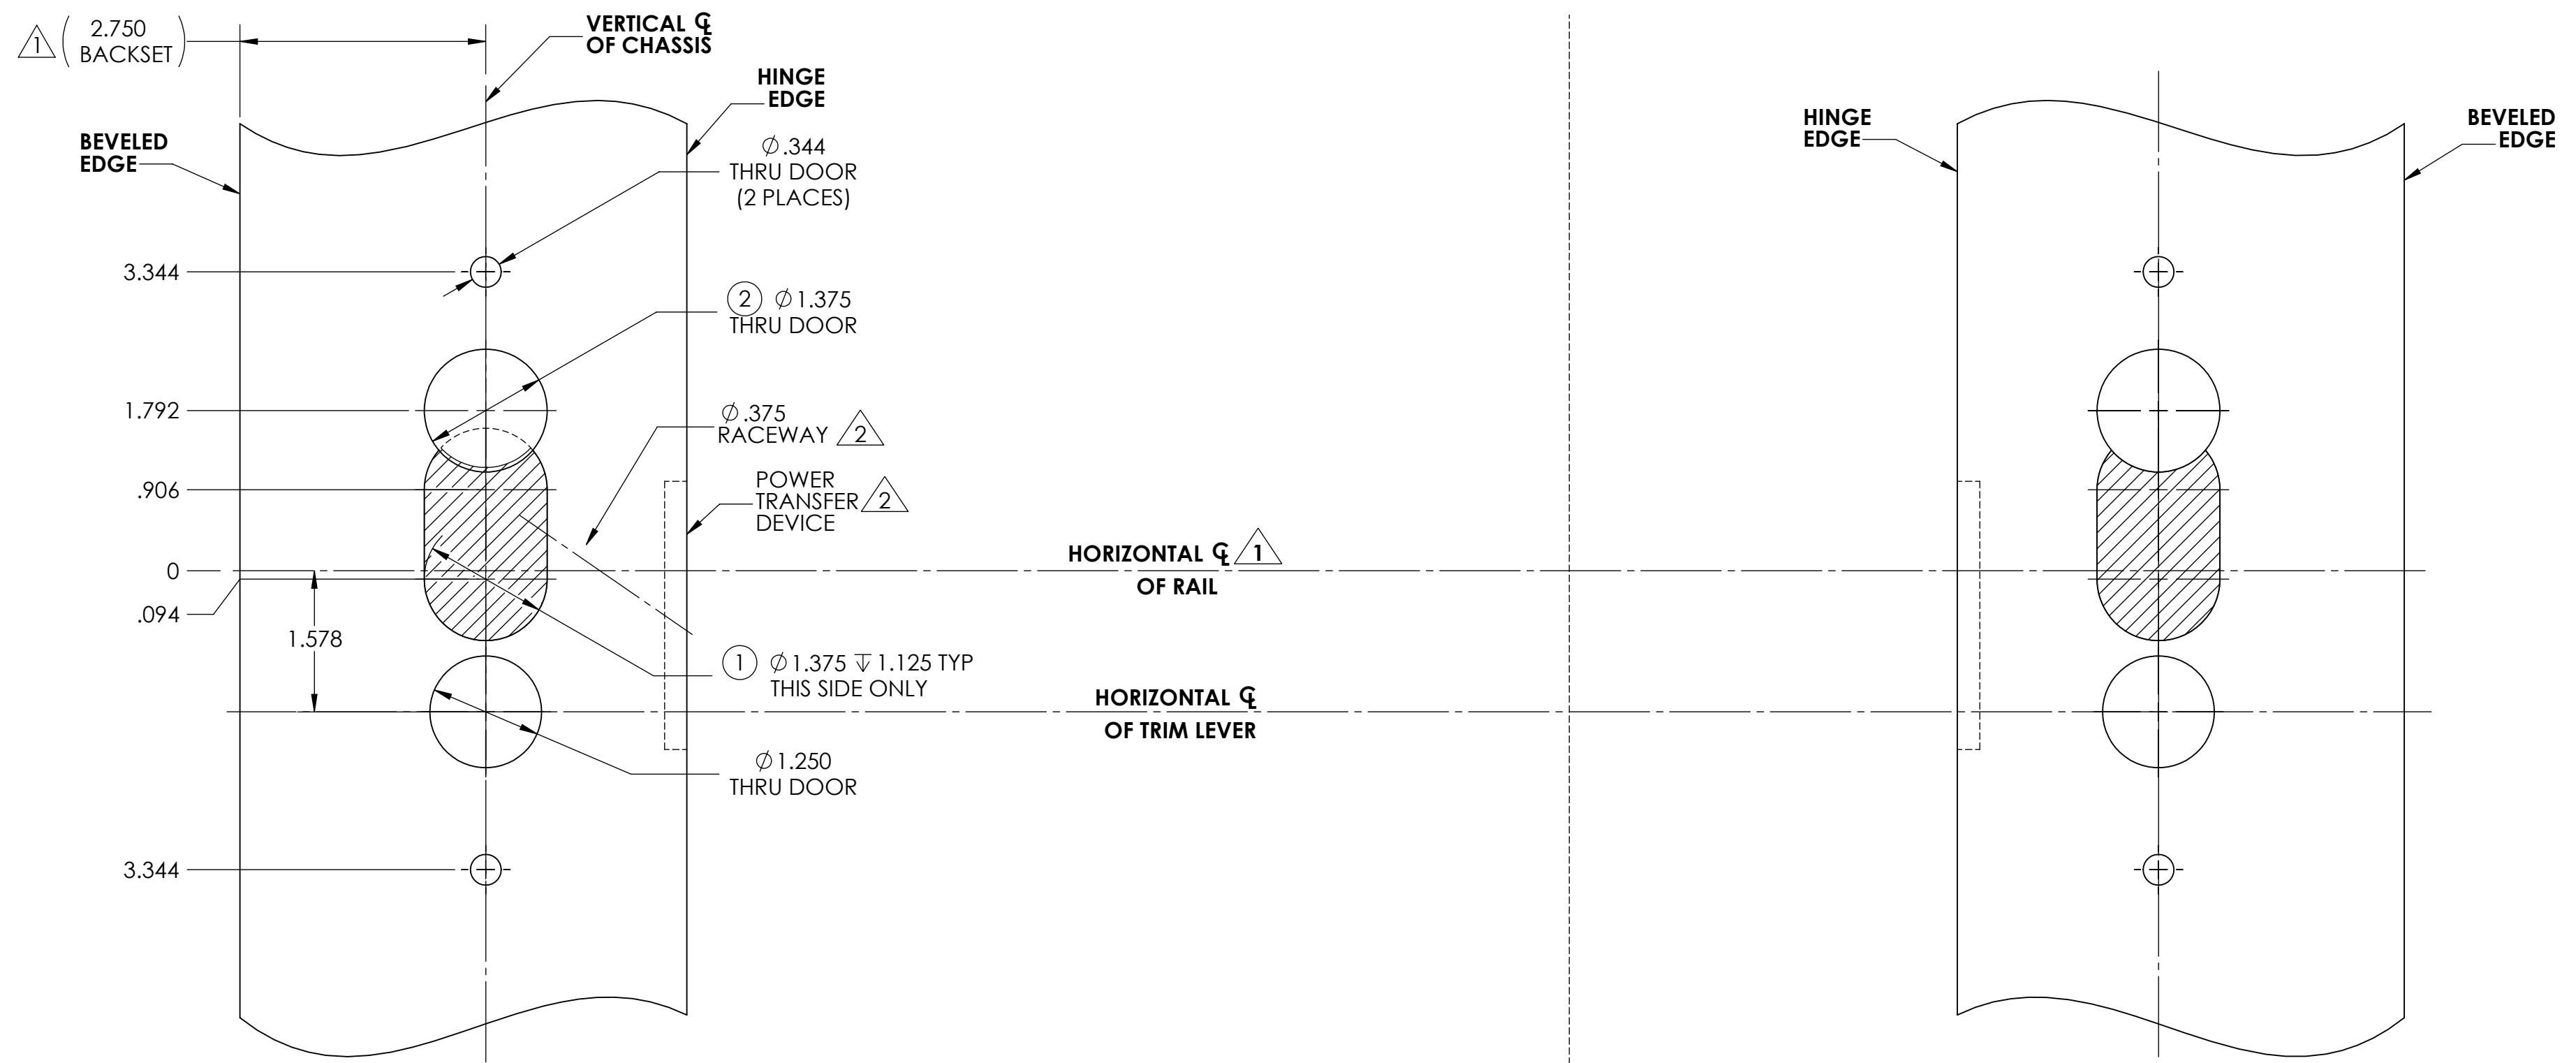 1
2.750
BACKSET
VERTICAL ℄
OF CHASSIS
HINGE
EDGE
BEVELED
EDGE
∅.344
THRU DOOR
(2 PLACES)
3.344
2 ∅1.375
THRU DOOR
1.792
∅.375
RACEWAY 2
.906
POWER
TRANSFER 2
DEVICE
0
.094
1.578
HORIZONTAL ℄ 1
OF RAIL
1 ∅1.375 ↧ 1.125 TYP
THIS SIDE ONLY
HORIZONTAL ℄
OF TRIM LEVER
∅1.250
THRU DOOR
3.344
HINGE
EDGE
BEVELED
EDGE